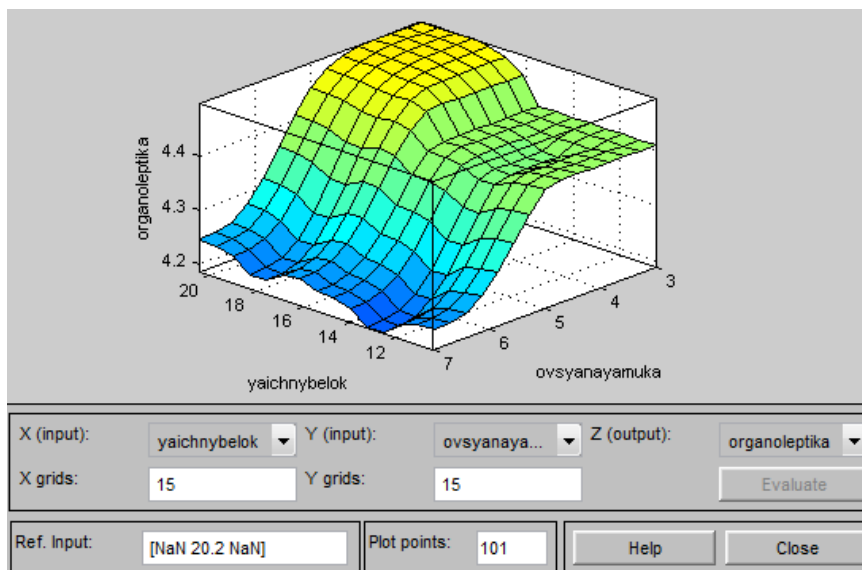 organoleptika
4.4
4.3
4.2
20
18
16
14
12
yaichnybelok
7
6
5
4
3
ovsyanayamuka
X (input): yaichnybelok Y (input): ovsyanaya... Z (output): organoleptika
X grids: 15 Y grids: 15 Evaluate
Ref. Input: [NaN 20.2 NaN] Plot points: 101 Help Close